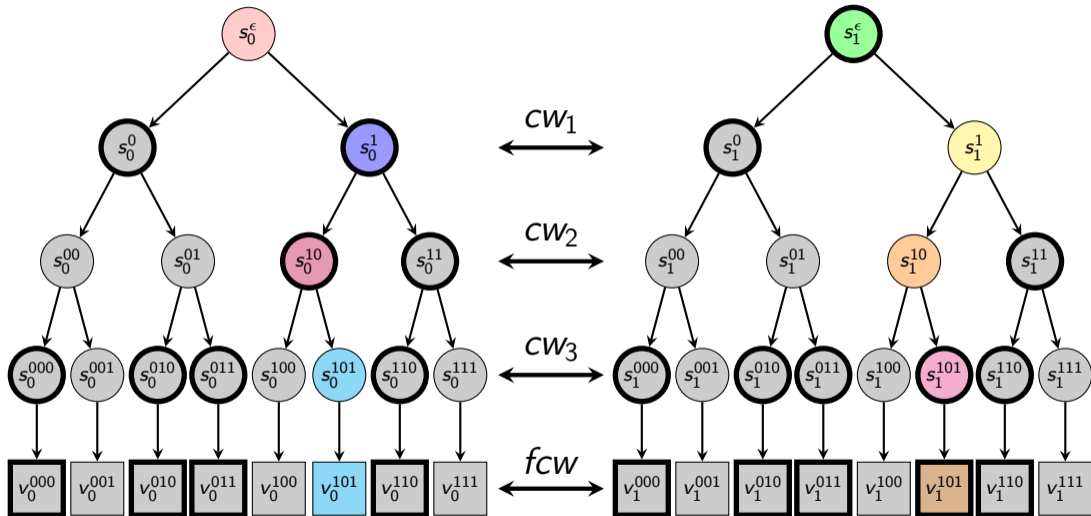 s_0^ϵ s_1^ϵ
s_0^0 s_0^1 cw_1 s_1^0 s_1^1
s_0^{00} s_0^{01} s_0^{10} s_0^{11} cw_2 s_1^{00} s_1^{01} s_1^{10} s_1^{11}
s_0^{000} s_0^{001} s_0^{010} s_0^{011} s_0^{100} s_0^{101} s_0^{110} s_0^{111} cw_3 s_1^{000} s_1^{001} s_1^{010} s_1^{011} s_1^{100} s_1^{101} s_1^{110} s_1^{111}
v_0^{000} v_0^{001} v_0^{010} v_0^{011} v_0^{100} v_0^{101} v_0^{110} v_0^{111} fcw v_1^{000} v_1^{001} v_1^{010} v_1^{011} v_1^{100} v_1^{101} v_1^{110} v_1^{111}